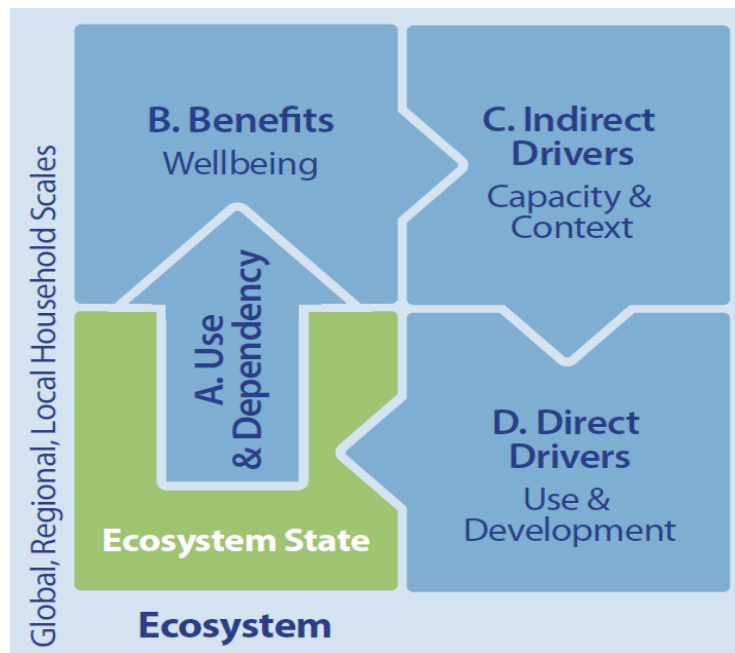 Global, Regional, Local Household Scales
B. Benefits
Wellbeing
C. Indirect
Drivers
Capacity &
Context
A. Use
& Dependency
D. Direct
Drivers
Use &
Development
Ecosystem State
Ecosystem